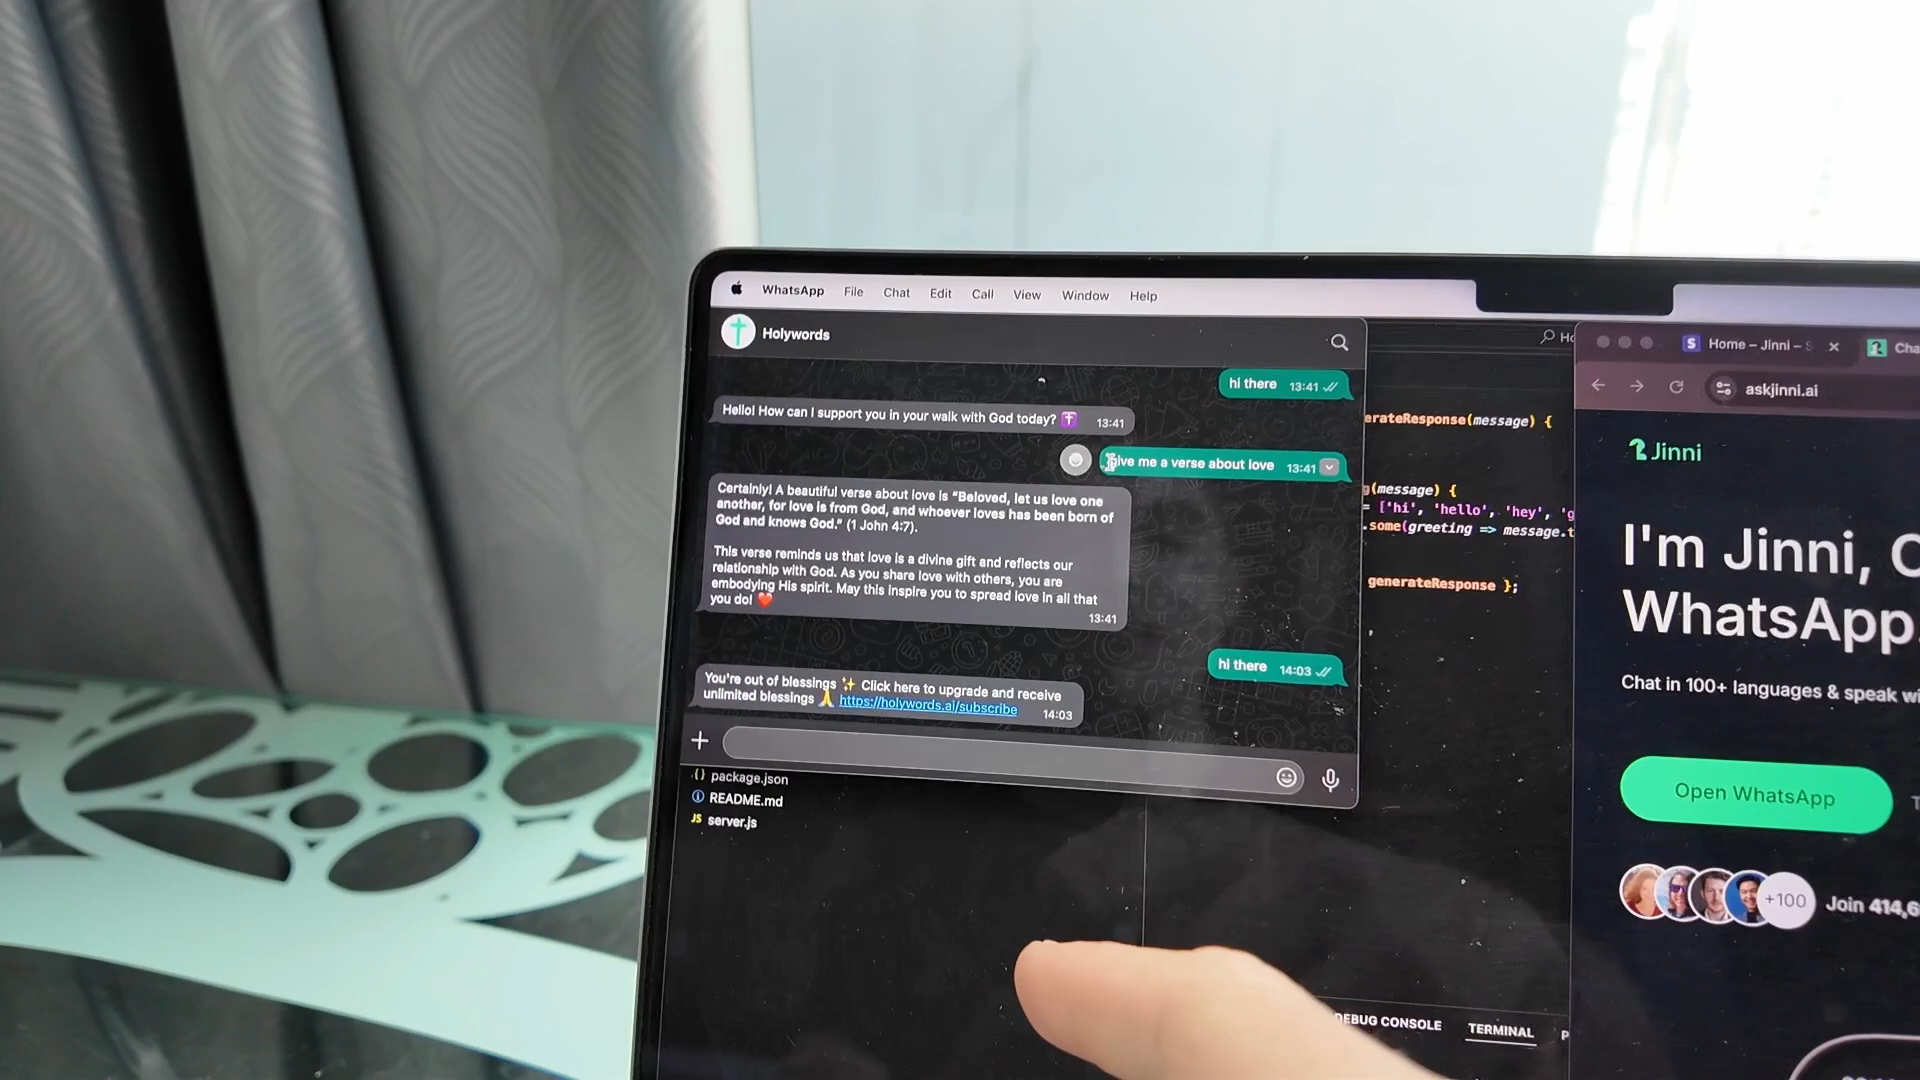 WhatsApp File Chat Edit Call View Window Help
Holywords
hi there 13:41
Hello! How can I support you in your walk with God today? 13:41
give me a verse about love 13:41
Certainly! A beautiful verse about love is “Beloved, let us love one
another, for love is from God, and whoever loves has been born of
God and knows God.” (1 John 4:7).
This verse reminds us that love is a divine gift and reflects our
relationship with God. As you share love with others, you are
embodying His spirit. May this inspire you to spread love in all that
you do! ❤️
13:41
hi there 14:03
You're out of blessings ✨ Click here to upgrade and receive
unlimited blessings 🙏 https://holywords.ai/subscribe 14:03
{} package.json
README.md
JS server.js
Ho
erateResponse(message) {
g(message) {
= ['hi', 'hello', 'hey', 'g
.some(greeting => message.t
generateResponse };
DEBUG CONSOLE TERMINAL P
S Home – Jinni – S Cha
askjinni.ai
Jinni
I'm Jinni, C
WhatsApp
Chat in 100+ languages & speak wi
Open WhatsApp
+100 Join 414,6